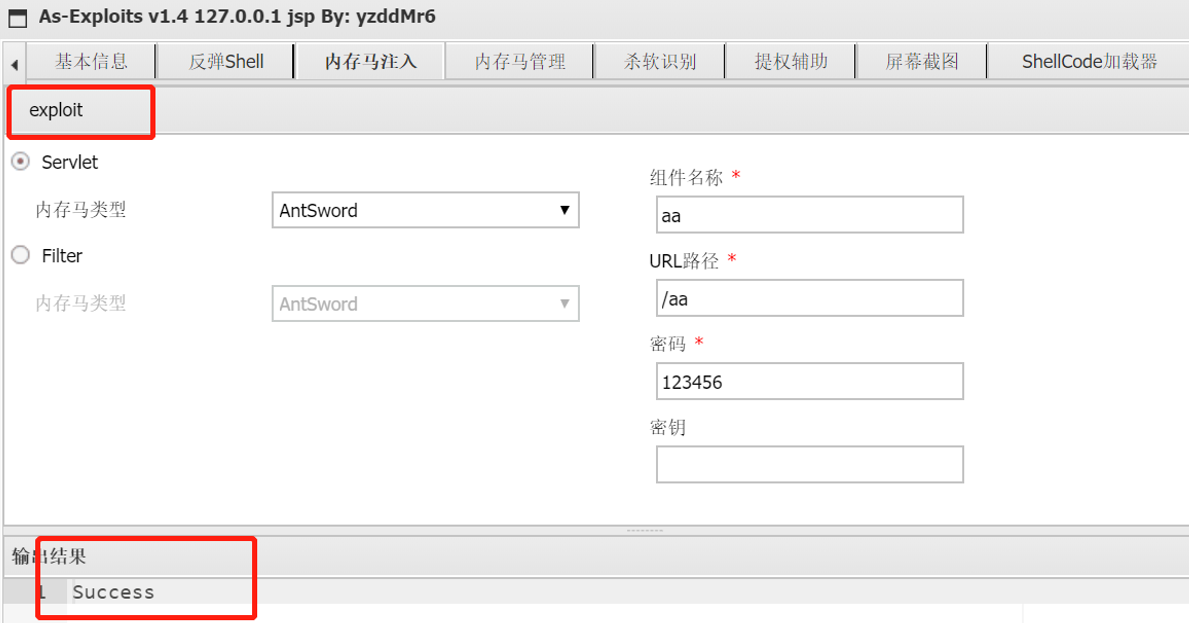 As-Exploits v1.4 127.0.0.1 jsp By: yzddMr6
基本信息 反弹Shell 内存马注入 内存马管理 杀软识别 提权辅助 屏幕截图 ShellCode加载器
exploit
Servlet
内存马类型 AntSword
Filter
内存马类型 AntSword
组件名称 *
aa
URL路径 *
/aa
密码 *
123456
密钥
输出结果
1 Success